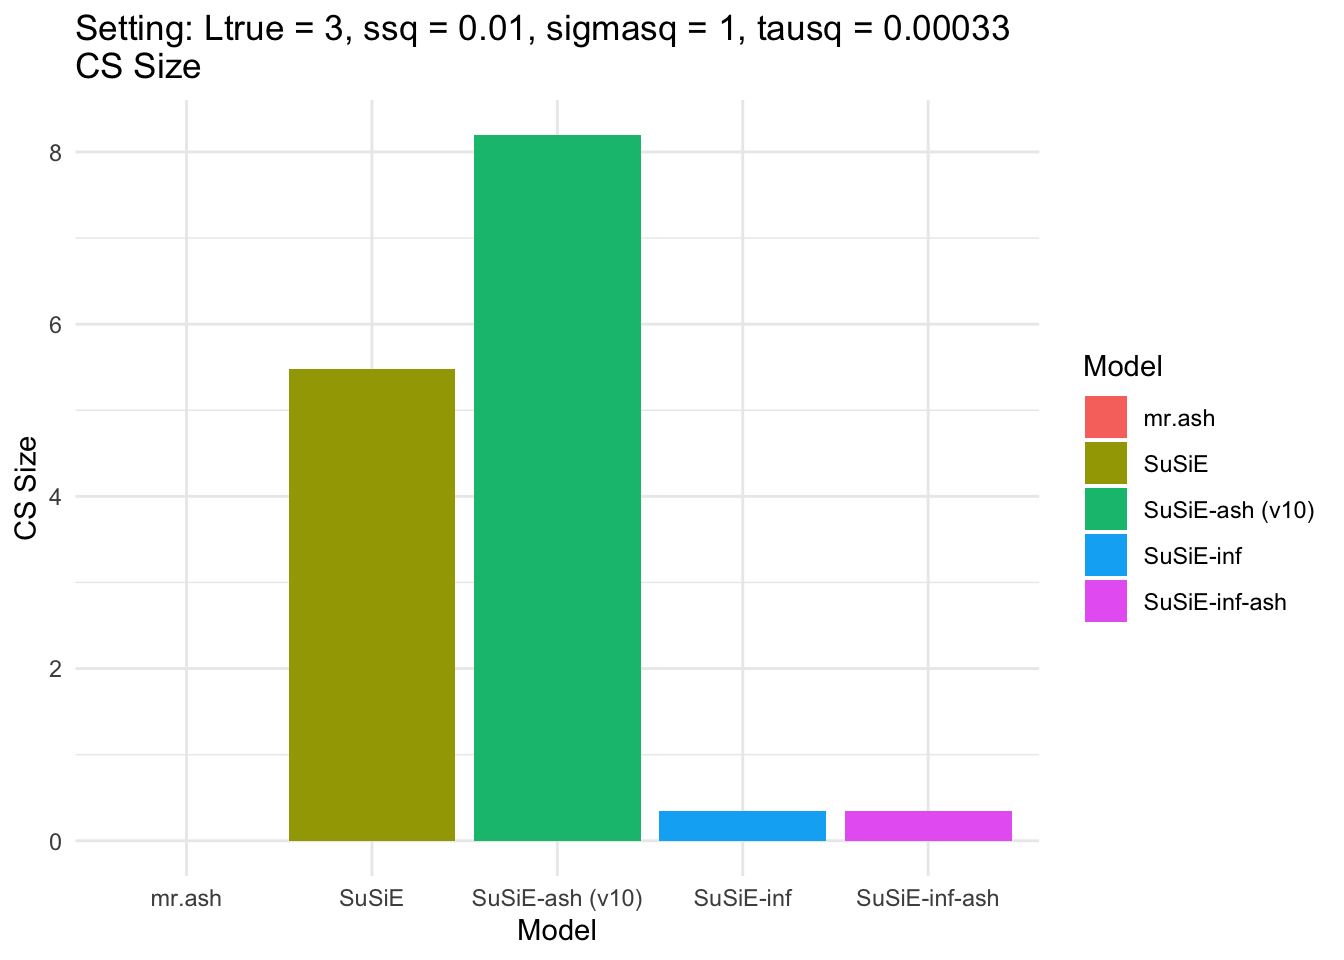 Setting: Ltrue = 3, ssq = 0.01, sigmasq = 1, tausq = 0.00033
CS Size
8
6
4
2
0
CS Size
mr.ash
SuSiE
SuSiE-ash (v10)
SuSiE-inf
SuSiE-inf-ash
Model
Model
mr.ash
SuSiE
SuSiE-ash (v10)
SuSiE-inf
SuSiE-inf-ash